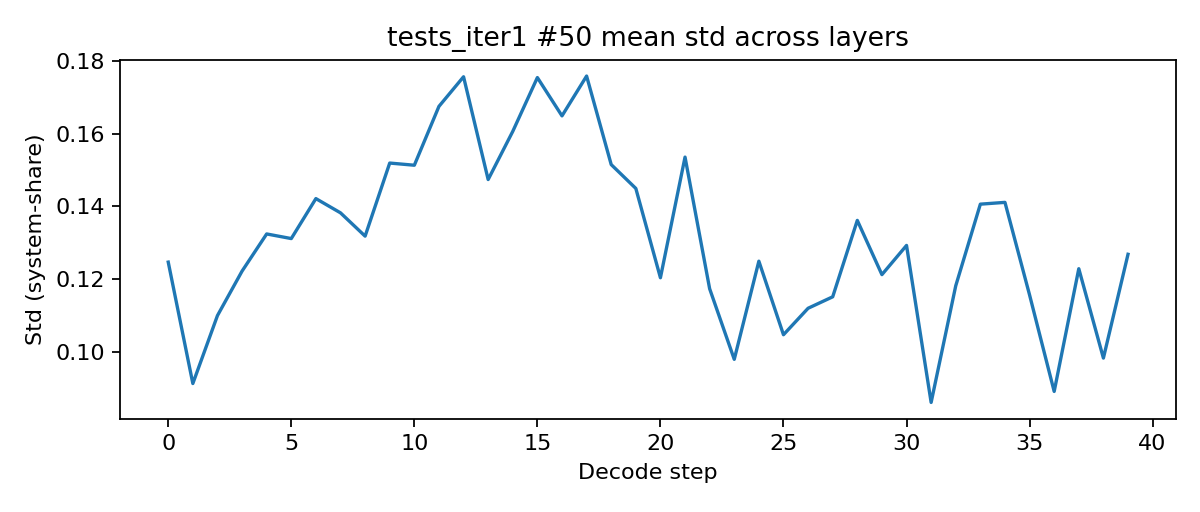 tests_iter1 #50 mean std across layers
Std (system-share)
0.18
0.16
0.14
0.12
0.10
0 5 10 15 20 25 30 35 40
Decode step